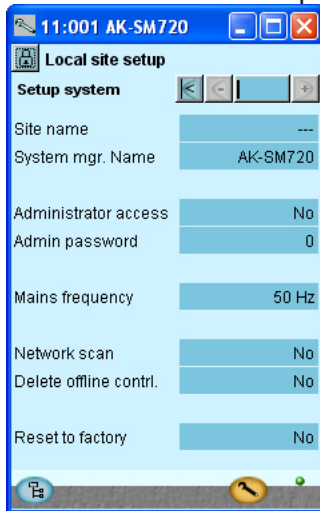 11:001 AK-SM720
Local site setup
Setup system
Site name ---
System mgr. Name AK-SM720
Administrator access No
Admin password 0
Mains frequency 50 Hz
Network scan No
Delete offline contrl. No
Reset to factory No